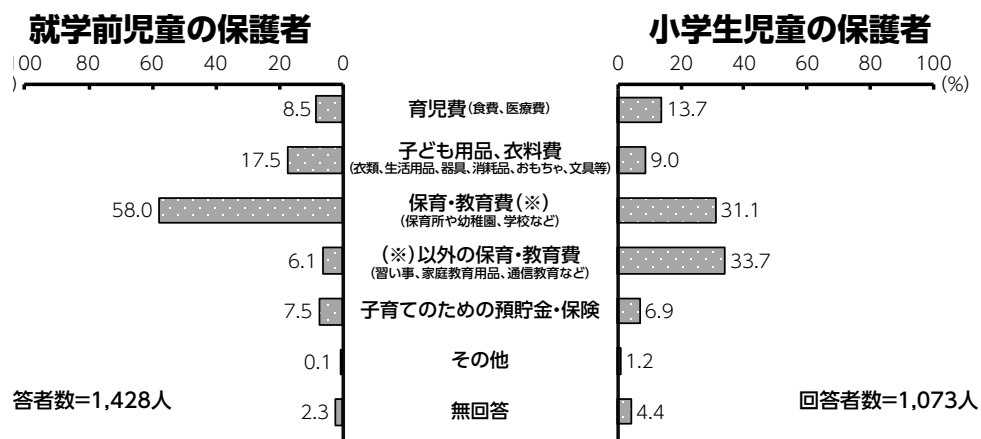 就学前児童の保護者
小学生児童の保護者
100 80 60 40 20 0
0 20 40 60 80 100
)
(%)
8.5 育児費(食費、医療費) 13.7
17.5 子ども用品、衣料費 9.0
(衣類、生活用品、器具、消耗品、おもちゃ、文具等)
58.0 保育・教育費(※) 31.1
(保育所や幼稚園、学校など)
6.1 (※)以外の保育・教育費 33.7
(習い事、家庭教育用品、通信教育など)
7.5 子育てのための預貯金・保険 6.9
0.1 その他 1.2
答者数=1,428人
回答者数=1,073人
2.3 無回答 4.4